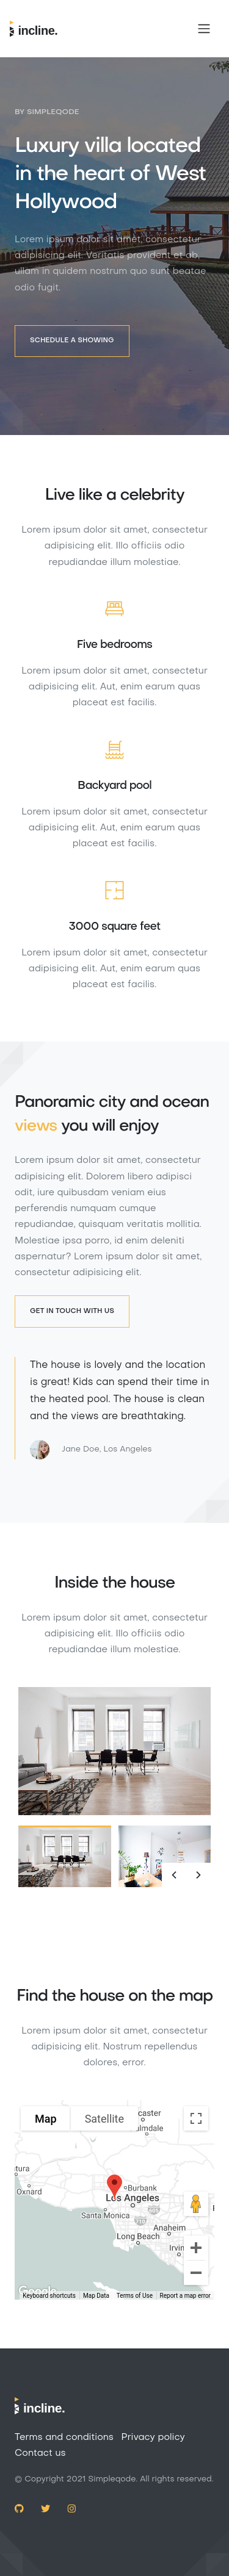 incline.
BY SIMPLEQODE
Luxury villa located
in the heart of West
Hollywood
Lorem ipsum dolor sit amet, consectetur
adipisicing elit. Veritatis provident et ab,
ullam in quidem nostrum quo sunt beatae
odio fugit.
SCHEDULE A SHOWING
Live like a celebrity
Lorem ipsum dolor sit amet, consectetur
adipisicing elit. Illo officiis odio
repudiandae illum molestiae.
Five bedrooms
Lorem ipsum dolor sit amet, consectetur
adipisicing elit. Aut, enim earum quas
placeat est facilis.
Backyard pool
Lorem ipsum dolor sit amet, consectetur
adipisicing elit. Aut, enim earum quas
placeat est facilis.
3000 square feet
Lorem ipsum dolor sit amet, consectetur
adipisicing elit. Aut, enim earum quas
placeat est facilis.
Panoramic city and ocean
views you will enjoy
Lorem ipsum dolor sit amet, consectetur
adipisicing elit. Dolorem libero adipisci
odit, iure quibusdam veniam eius
perferendis numquam cumque
repudiandae, quisquam veritatis mollitia.
Molestiae ipsa porro, id enim deleniti
aspernatur? Lorem ipsum dolor sit amet,
consectetur adipisicing elit.
GET IN TOUCH WITH US
The house is lovely and the location
is great! Kids can spend their time in
the heated pool. The house is clean
and the views are breathtaking.
Jane Doe, Los Angeles
Inside the house
Lorem ipsum dolor sit amet, consectetur
adipisicing elit. Illo officiis odio
repudiandae illum molestiae.
Find the house on the map
Lorem ipsum dolor sit amet, consectetur
adipisicing elit. Nostrum repellendus
dolores, error.
Map Satellite
caster
lmdale
tura
Oxnard
Burbank
Los Angeles
Santa Monica
Anaheim
Long Beach
Irvin
Google
Keyboard shortcuts Map Data Terms of Use Report a map error
incline.
Terms and conditions Privacy policy
Contact us
© Copyright 2021 Simpleqode. All rights reserved.